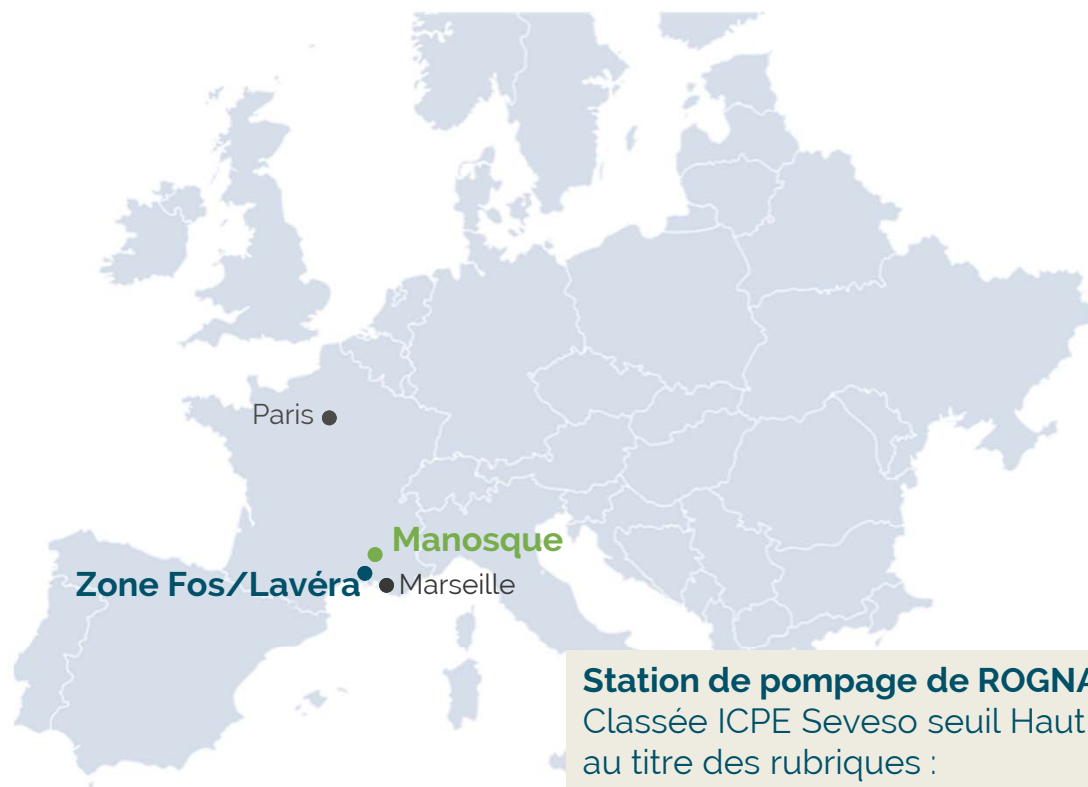 Paris
Manosque
Zone Fos/Lavéra
Marseille
Station de pompage de ROGNA
Classée ICPE Seveso seuil Haut
au titre des rubriques :